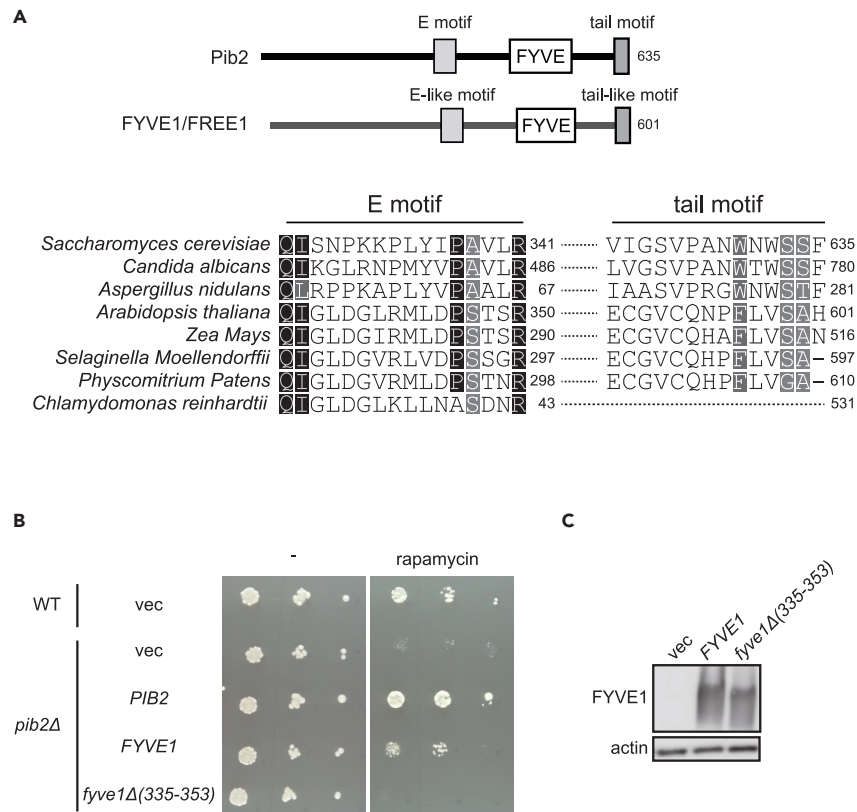 A
E motif
tail motif
Pib2
FYVE
635
E-like motif
tail-like motif
FYVE1/FREE1
FYVE
601
E motif
tail motif
Saccharomyces cerevisiae QISNPKKPLYIPAVLR 341 VIGSVPANWNWSSF 635
Candida albicans QIKGLRNPMYVPAVLR 486 LVGSVPANWTWSSF 780
Aspergillus nidulans QLRPPKAPLYVPAALR 67 IAASVPRGWNWSTF 281
Arabidopsis thaliana QIGLDGLRMLDPSTSR 350 ECGVCQNPFLVSAH 601
Zea Mays QIGLDGIRMLDPSTSR 290 ECGVCQHAFLVSAN 516
Selaginella Moellendorffii QIGLDGVRLVDPSSGR 297 ECGVCQHPFLVSA– 597
Physcomitrium Patens QIGLDGVRMLDPSTNR 298 ECGVCQHPFLVGA– 610
Chlamydomonas reinhardtii QIGLDGLKLLNASDNR 43 531
B
- rapamycin
WT vec
pib2Δ
vec
PIB2
FYVE1
fyve1Δ(335-353)
C
vec FYVE1 fyve1Δ(335-353)
FYVE1
actin